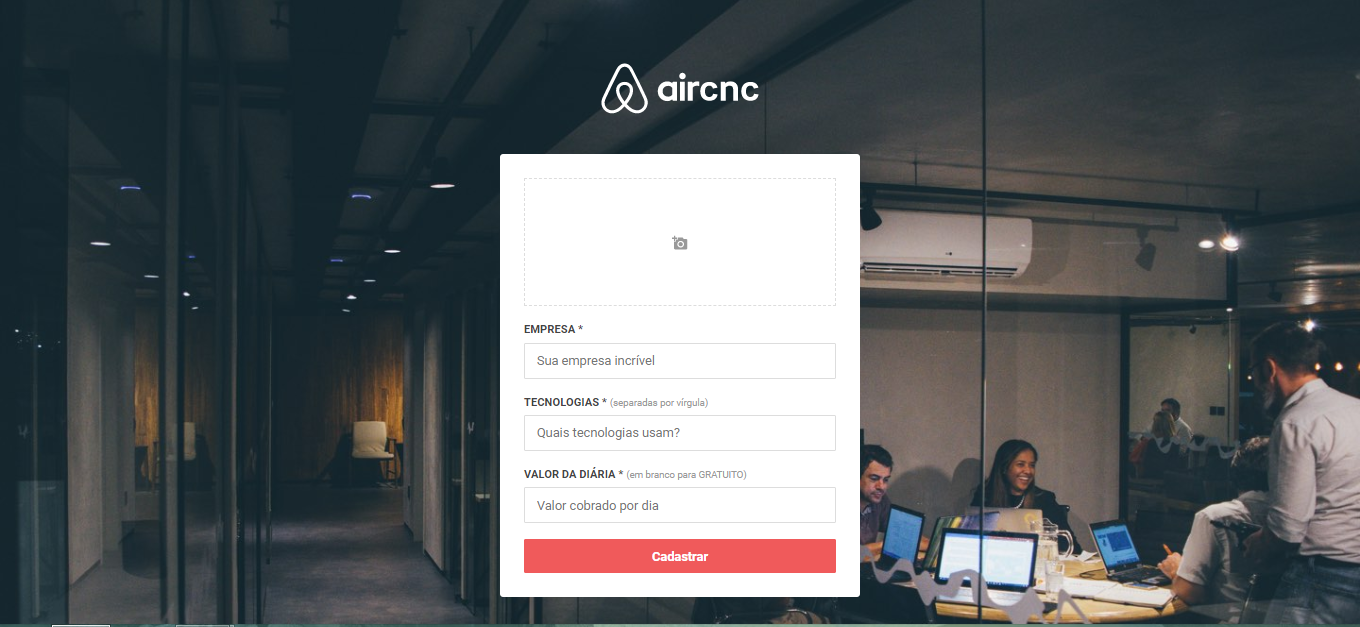 aircnc
EMPRESA *
Sua empresa incrível
TECNOLOGIAS * (separadas por vírgula)
Quais tecnologias usam?
VALOR DA DIÁRIA * (em branco para GRATUITO)
Valor cobrado por dia
Cadastrar